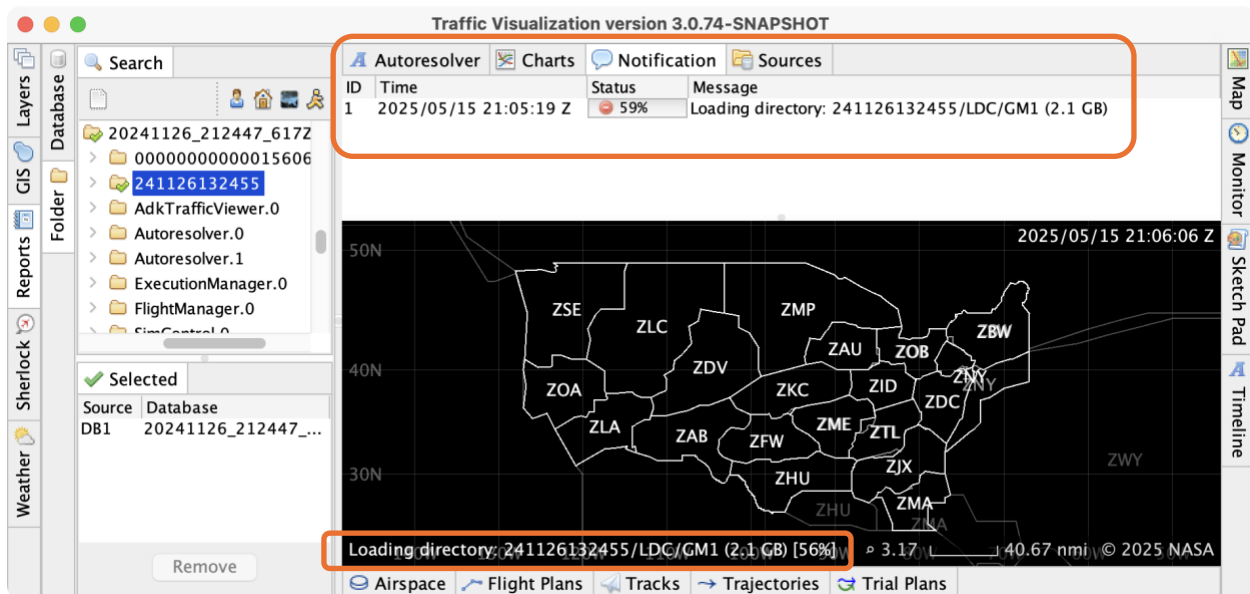 Traffic Visualization version 3.0.74-SNAPSHOT
Layers
GIS
Reports
Sherlock
Weather
Database
Folder
Search
20241126_212447_617Z
00000000000015606
241126132455
AdkTrafficViewer.0
Autoresolver.0
Autoresolver.1
ExecutionManager.0
FlightManager.0
SimControl.0
Selected
Source Database
DB1 20241126_212447_...
Remove
Autoresolver Charts Notification Sources
ID Time Status Message
1 2025/05/15 21:05:19 Z 59% Loading directory: 241126132455/LDC/GM1 (2.1 GB)
2025/05/15 21:06:06 Z
50N
40N
30N
ZSE
ZLC
ZMP
ZBW
ZAU
ZOB
ZDV
ZNY
ZNY
ZOA
ZKC
ZID
ZDC
ZLA
ZAB
ZFW
ZME
ZTL
ZJX
ZWY
ZHU
ZHU
ZMA
ZMA
Loading directory: 241126132455/LDC/GM1 (2.1 GB) [56%] 3.17 40.67 nmi © 2025 NASA
Airspace Flight Plans Tracks Trajectories Trial Plans
Map
Monitor
Sketch Pad
Timeline